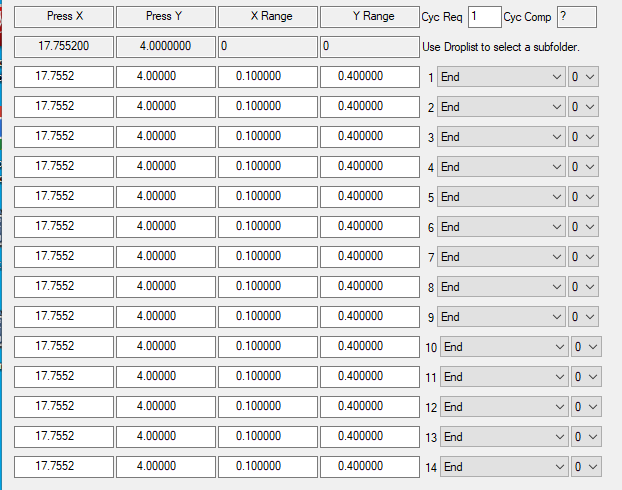 Press X Press Y X Range Y Range Cyc Req 1 Cyc Comp ?
17.755200 4.0000000 0 0 Use Droplist to select a subfolder.
17.7552 4.00000 0.100000 0.400000 1 End 0
17.7552 4.00000 0.100000 0.400000 2 End 0
17.7552 4.00000 0.100000 0.400000 3 End 0
17.7552 4.00000 0.100000 0.400000 4 End 0
17.7552 4.00000 0.100000 0.400000 5 End 0
17.7552 4.00000 0.100000 0.400000 6 End 0
17.7552 4.00000 0.100000 0.400000 7 End 0
17.7552 4.00000 0.100000 0.400000 8 End 0
17.7552 4.00000 0.100000 0.400000 9 End 0
17.7552 4.00000 0.100000 0.400000 10 End 0
17.7552 4.00000 0.100000 0.400000 11 End 0
17.7552 4.00000 0.100000 0.400000 12 End 0
17.7552 4.00000 0.100000 0.400000 13 End 0
17.7552 4.00000 0.100000 0.400000 14 End 0